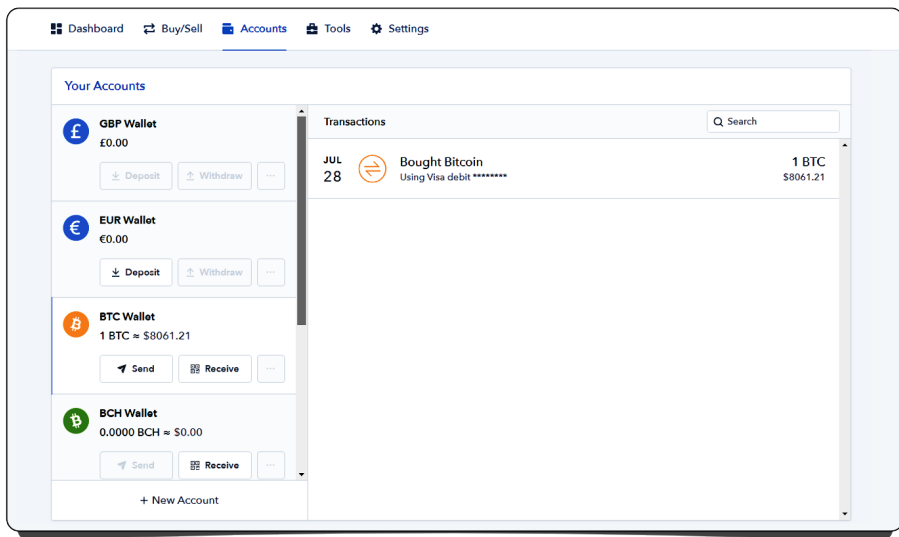 Dashboard Buy/Sell Accounts Tools Settings
Your Accounts
GBP Wallet
£0.00
Deposit Withdraw ...
EUR Wallet
€0.00
Deposit Withdraw ...
BTC Wallet
1 BTC ≈ $8061.21
Send Receive ...
BCH Wallet
0.0000 BCH ≈ $0.00
Send Receive ...
+ New Account
Transactions Search
JUL
28
Bought Bitcoin
Using Visa debit ********
1 BTC
$8061.21